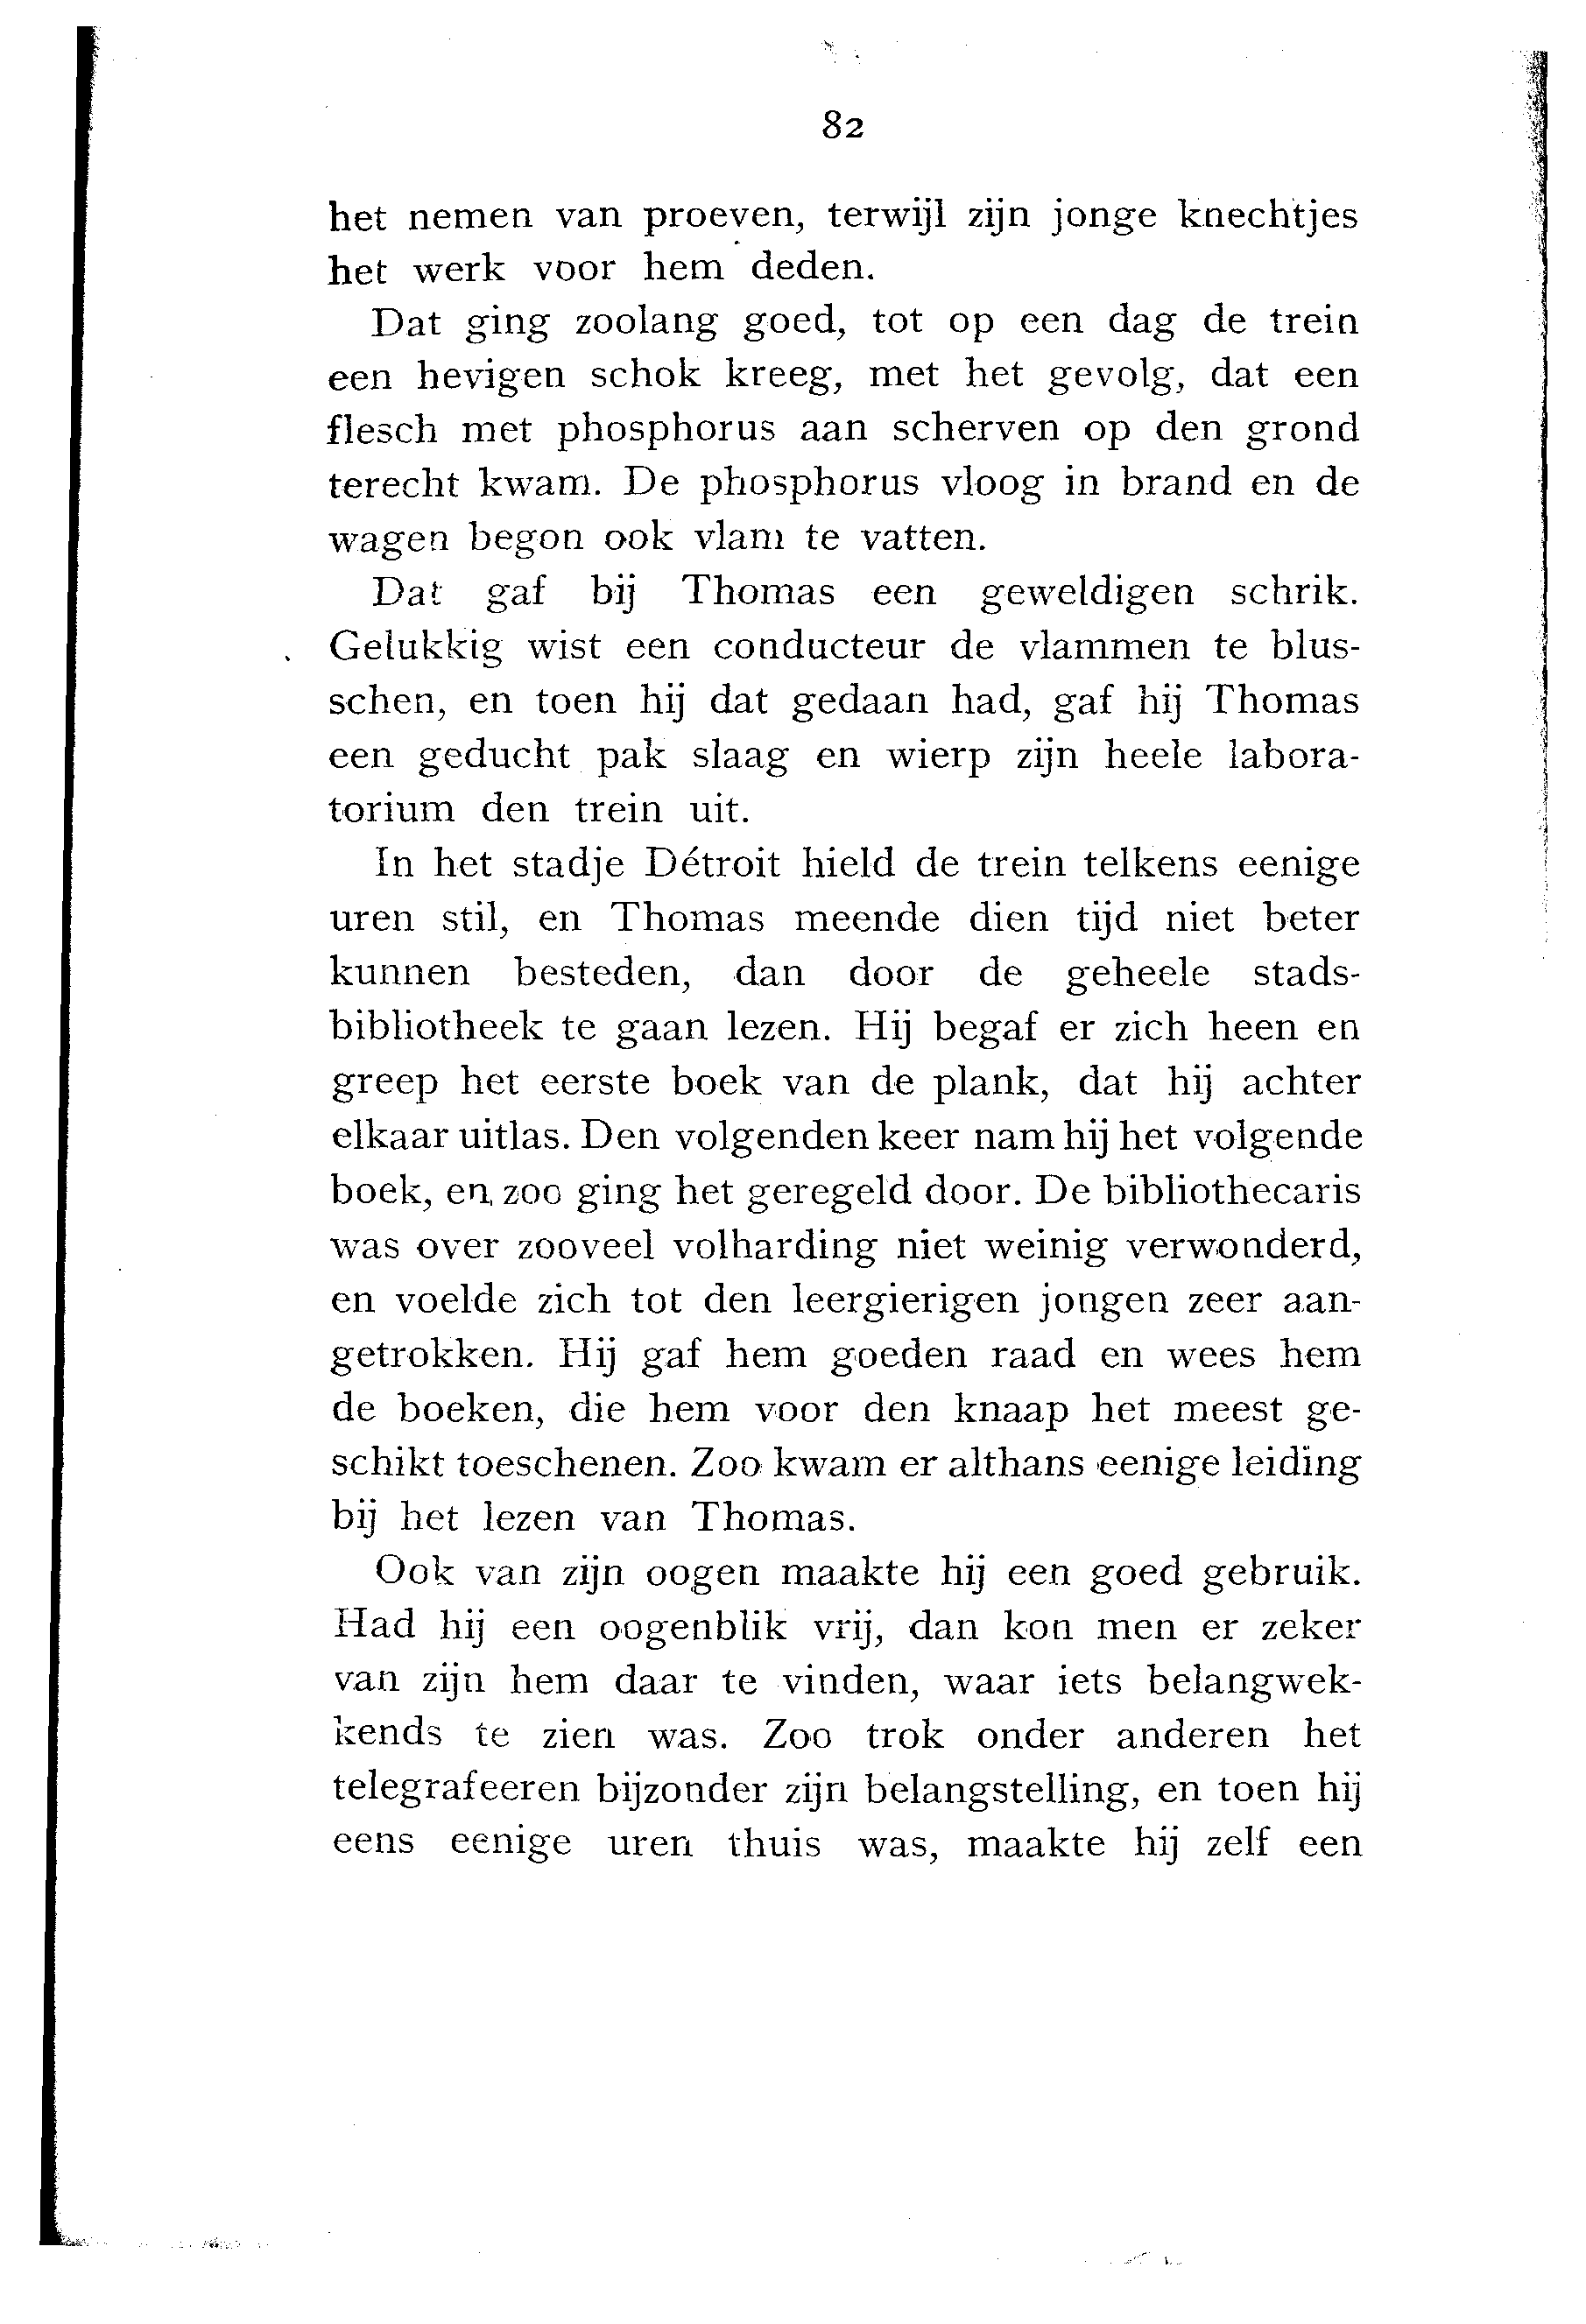 82
het nemen van proeven, terwijl zijn jonge knechtjes
het werk voor hem deden.
Dat ging zoolang goed, tot op een dag de trein
een hevigen schok kreeg, met het gevolg, dat een
flesch met phosphorus aan scherven op den grond
terecht kwam. De phosphorus vloog in brand en de
wagen begon ook vlam te vatten.
Dat gaf bij Thomas een geweldigen schrik.
Gelukkig wist een conducteur de vlammen te blus-
schen, en toen hij dat gedaan had, gaf hij Thomas
een geducht pak slaag en wierp zijn heele labora-
torium den trein uit.
In het stadje Détroit hield de trein telkens eenige
uren stil, en Thomas meende dien tijd niet beter
kunnen besteden, dan door de geheele stads-
bibliotheek te gaan lezen. Hij begaf er zich heen en
greep het eerste boek van de plank, dat hij achter
elkaar uitlas. Den volgenden keer nam hij het volgende
boek, en zoo ging het geregeld door. De bibliothecaris
was over zooveel volharding niet weinig verwonderd,
en voelde zich tot den leergierigen jongen zeer aan-
getrokken. Hij gaf hem goeden raad en wees hem
de boeken, die hem voor den knaap het meest ge-
schikt toeschenen. Zoo kwam er althans eenige leiding
bij het lezen van Thomas.
Ook van zijn oogen maakte hij een goed gebruik.
Had hij een oogenblik vrij, dan kon men er zeker
van zijn hem daar te vinden, waar iets belangwek-
kends te zien was. Zoo trok onder anderen het
telegrafeeren bijzonder zijn belangstelling, en toen hij
eens eenige uren thuis was, maakte hij zelf een